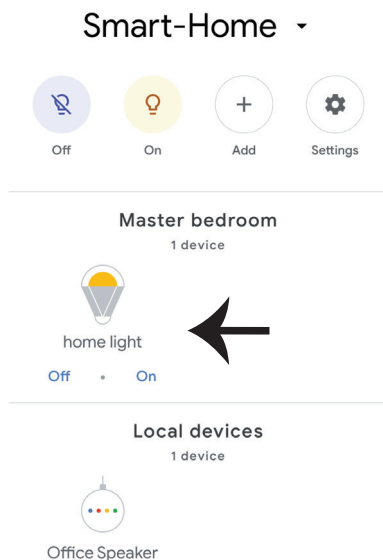 Smart-Home
Off On Add Settings
Master bedroom
1 device
home light
Off • On
Local devices
1 device
Office Speaker